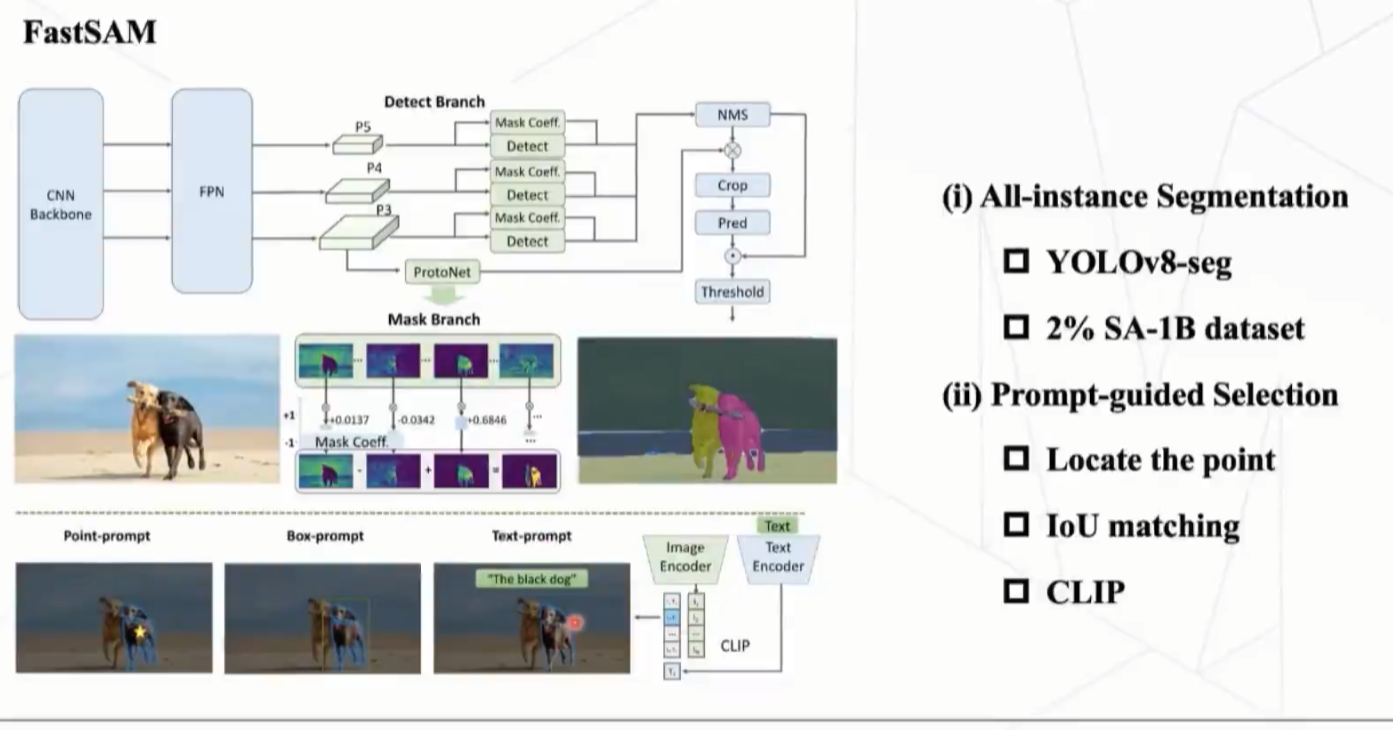 FastSAM
CNN
Backbone
FPN
Detect Branch
P5
P4
P3
Mask Coeff.
Detect
Mask Coeff.
Detect
Mask Coeff.
Detect
ProtoNet
Mask Branch
NMS
Crop
Pred
Threshold
+1
-1
+0.0137
-0.0342
+0.6846
...
Mask Coeff.
- + =
Point-prompt
Box-prompt
Text-prompt
"The black dog"
Image
Encoder
Text
Text
Encoder
CLIP
(i) All-instance Segmentation
YOLOv8-seg
2% SA-1B dataset
(ii) Prompt-guided Selection
Locate the point
IoU matching
CLIP